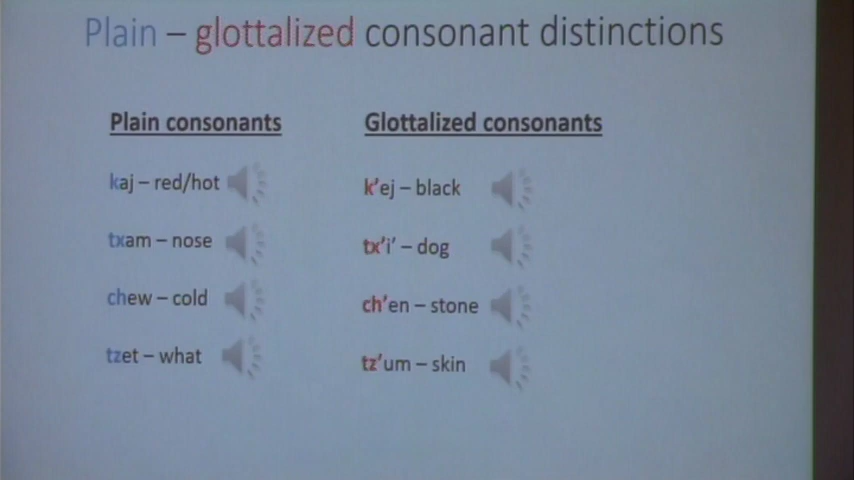 Plain – glottalized consonant distinctions
Plain consonants
kaj – red/hot
txam – nose
chew – cold
tzet – what
Glottalized consonants
k'ej – black
tx'i' – dog
ch'en – stone
tz'um – skin